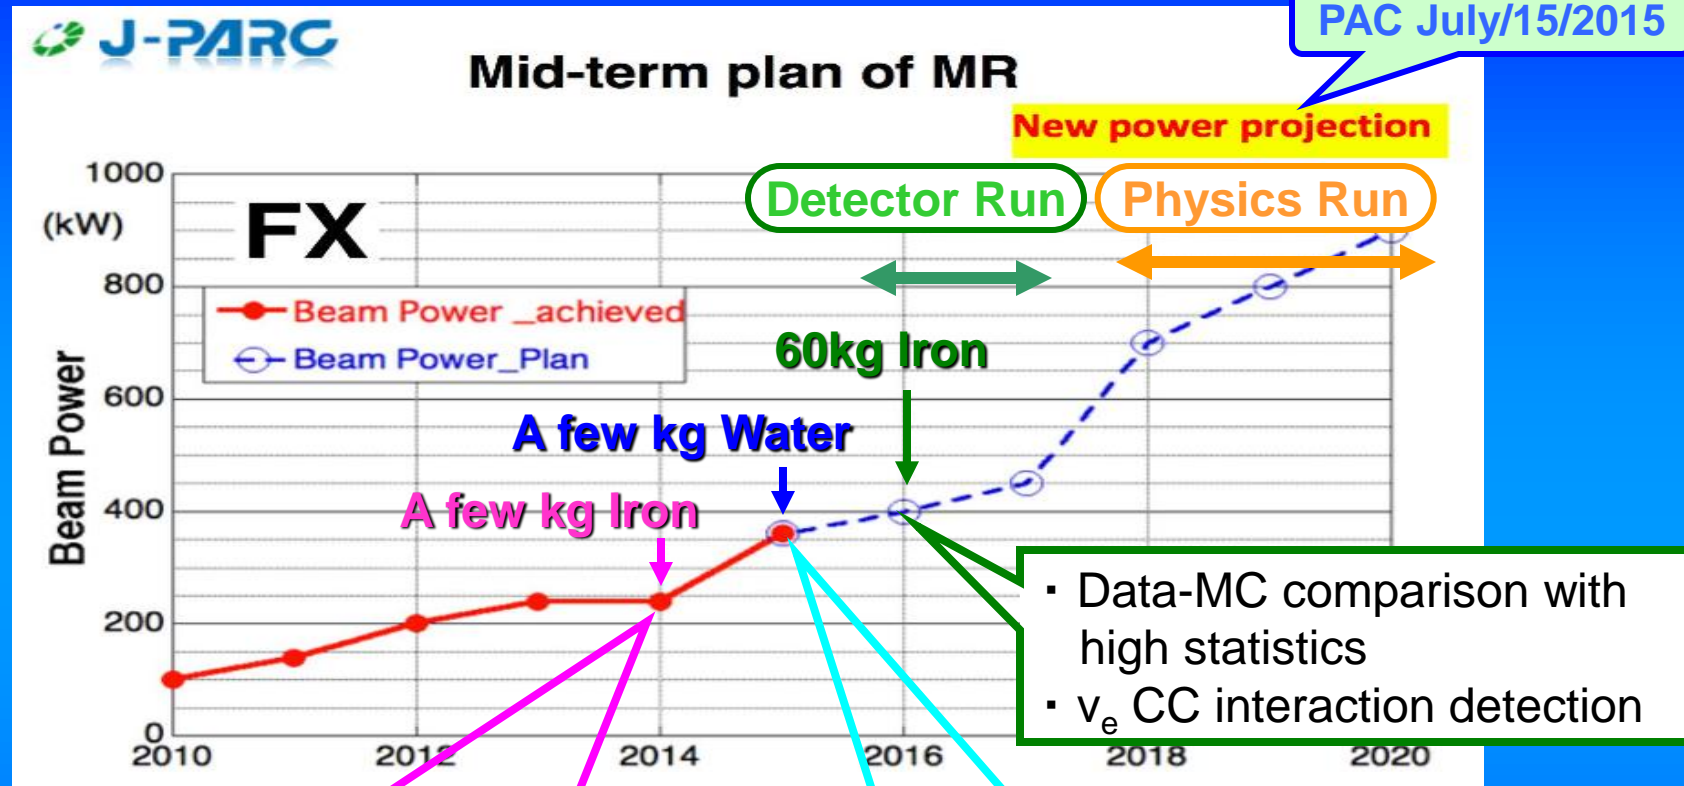 PAC July/15/2015
J-PARC
Mid-term plan of MR
New power projection
1000
(kW)
FX
Detector Run
Physics Run
800
Beam Power _achieved
Beam Power_Plan
60kg Iron
600
A few kg Water
A few kg Iron
400
Beam Power
・Data-MC comparison with
high statistics
・νe CC interaction detection
200
0
2010
2012
2014
2016
2018
2020